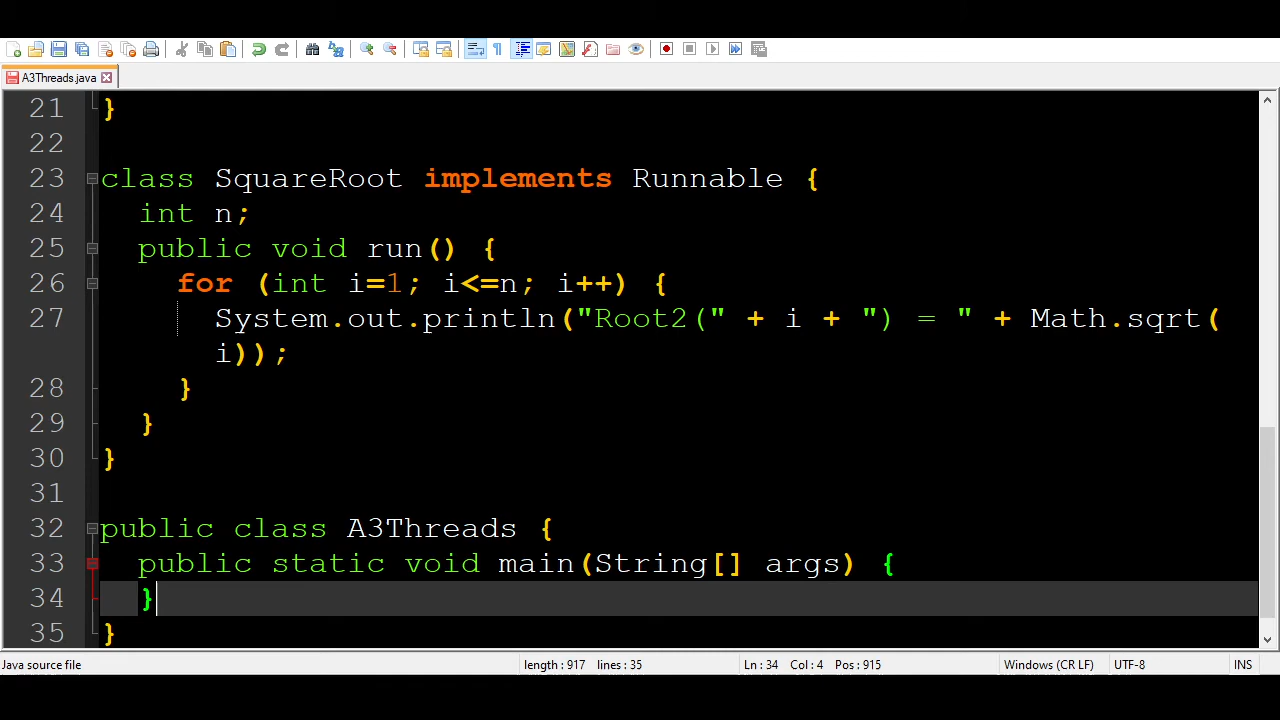 A3Threads.java
21 }
22
23 class SquareRoot implements Runnable {
24 int n;
25 public void run() {
26 for (int i=1; i<=n; i++) {
27 System.out.println("Root2(" + i + ") = " + Math.sqrt(
i));
28 }
29 }
30 }
31
32 public class A3Threads {
33 public static void main(String[] args) {
34 }
35 }
Java source file length : 917 lines : 35 Ln : 34 Col : 4 Pos : 915 Windows (CR LF) UTF-8 INS